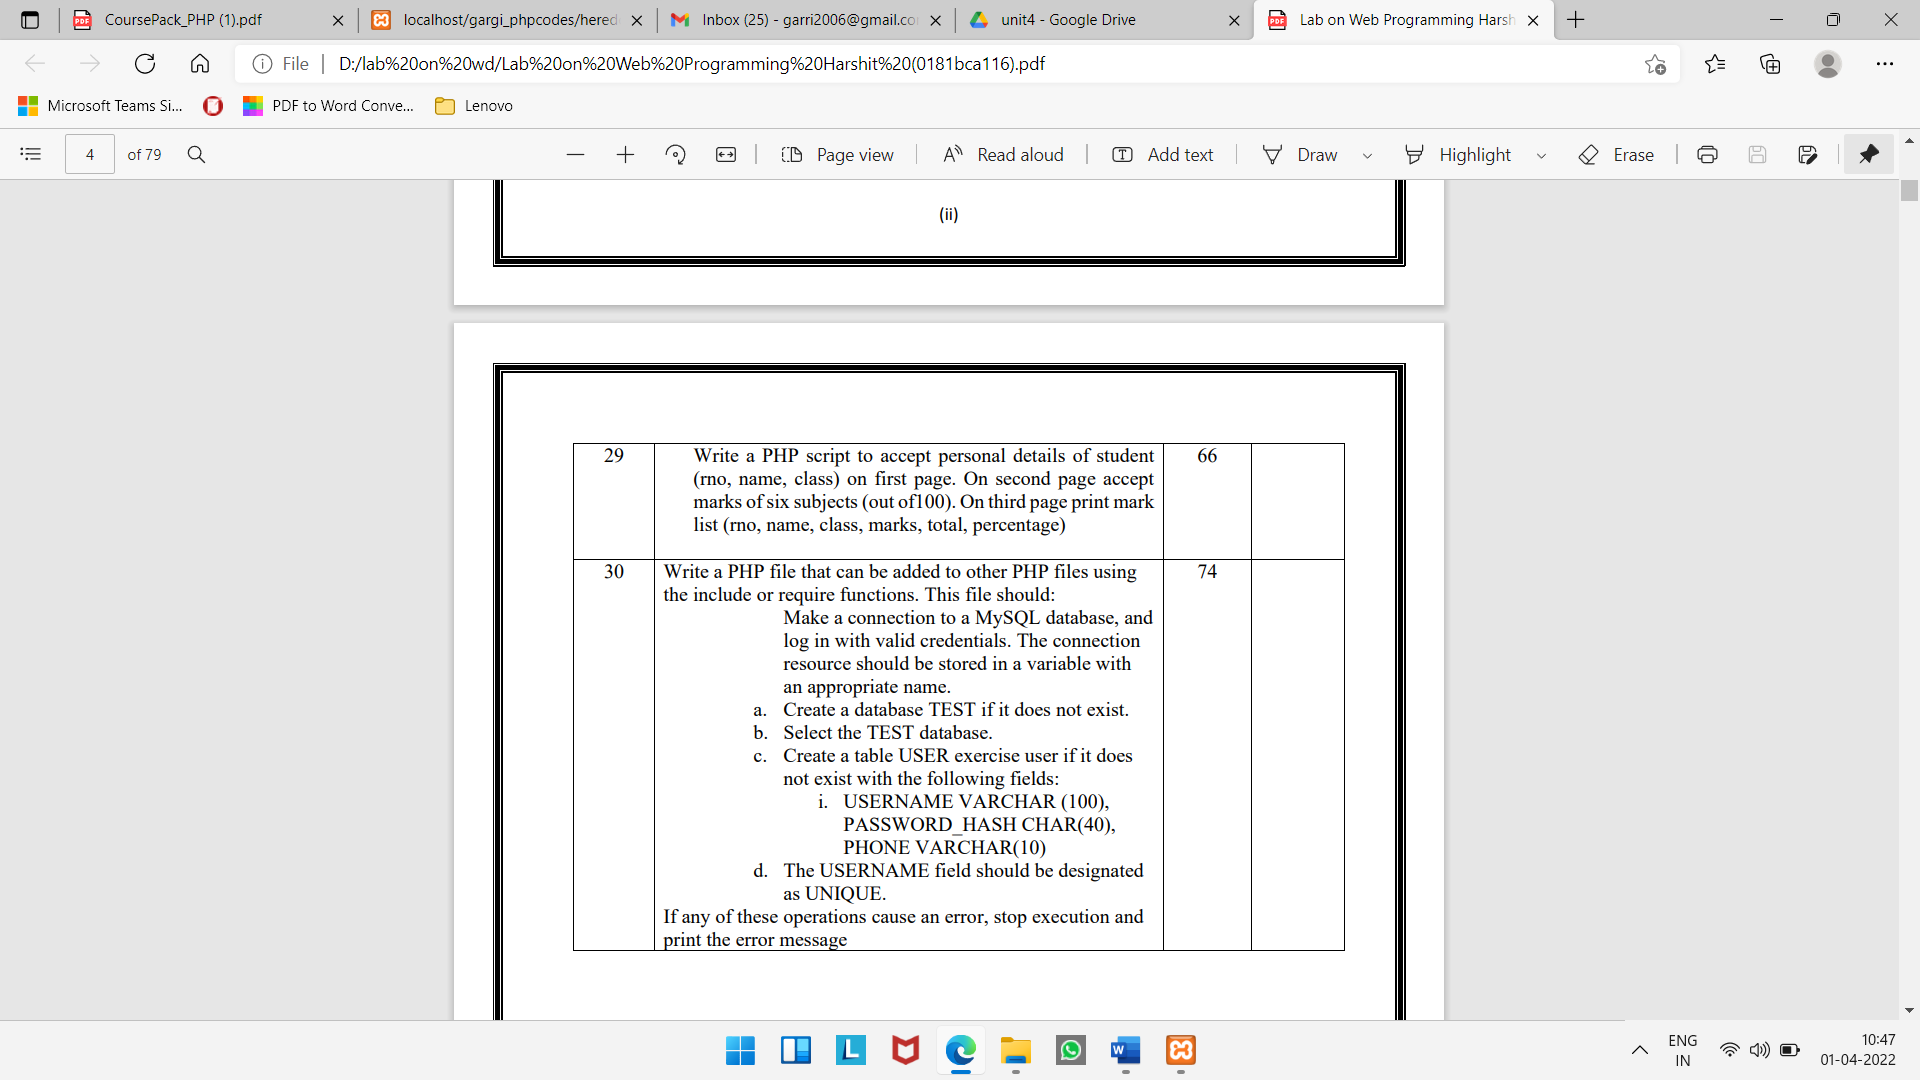 CoursePack_PHP (1).pdf
localhost/gargi_phpcodes/hered
Inbox (25) - garri2006@gmail.co
unit4 - Google Drive
Lab on Web Programming Harsh
File
D:/lab%20on%20wd/Lab%20on%20Web%20Programming%20Harshit%20(0181bca116).pdf
Microsoft Teams Si...
PDF to Word Conve...
Lenovo
4 of 79
Page view
Read aloud
Add text
Draw
Highlight
Erase
(ii)
29
Write a PHP script to accept personal details of student
(rno, name, class) on first page. On second page accept
marks of six subjects (out of100). On third page print mark
list (rno, name, class, marks, total, percentage)
66
30
Write a PHP file that can be added to other PHP files using
the include or require functions. This file should:
Make a connection to a MySQL database, and
log in with valid credentials. The connection
resource should be stored in a variable with
an appropriate name.
a. Create a database TEST if it does not exist.
b. Select the TEST database.
c. Create a table USER exercise user if it does
not exist with the following fields:
i. USERNAME VARCHAR (100),
PASSWORD_HASH CHAR(40),
PHONE VARCHAR(10)
d. The USERNAME field should be designated
as UNIQUE.
If any of these operations cause an error, stop execution and
print the error message
74
ENG
IN
10:47
01-04-2022